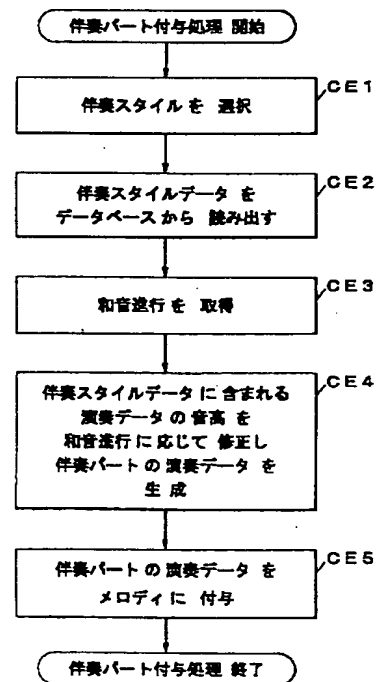 伴奏パート付与処理 開始
CE1
伴奏スタイルを 選択
CE2
伴奏スタイルデータ を
データベースから 読み出す
CE3
和音進行 を 取得
CE4
伴奏スタイルデータ に 含まれる
演奏データ の 音高 を
和音進行 に 応じて 修正し
伴奏パート の 演奏データ を
生 成
CE5
伴奏パート の 演奏データ を
メロディ に 付与
伴奏パート付与処理 終了